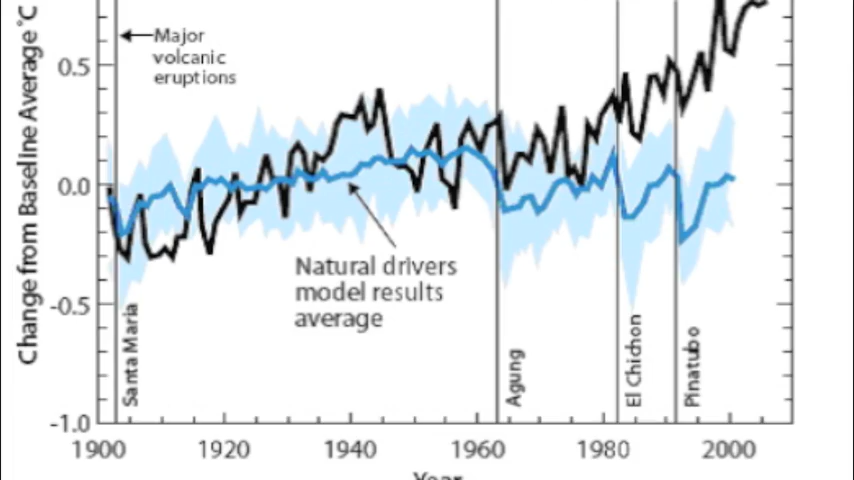 Change from Baseline Average °C
Major
volcanic
eruptions
0.5
0.0
-0.5
-1.0
Natural drivers
model results
average
Santa Maria
Agung
El Chichon
Pinatubo
1900
1920
1940
1960
1980
2000
Year